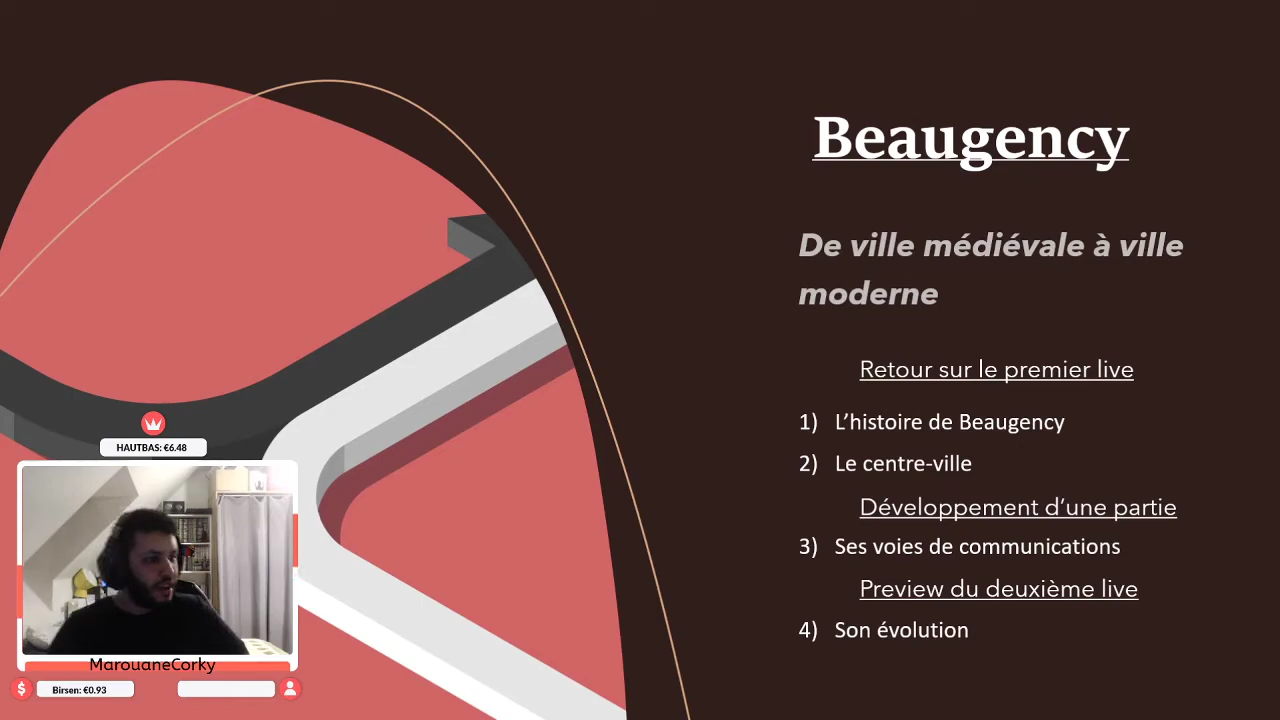 Beaugency
De ville médiévale à ville
moderne
Retour sur le premier live
1) L’histoire de Beaugency
2) Le centre-ville
Développement d’une partie
3) Ses voies de communications
Preview du deuxième live
4) Son évolution
HAUTBAS: €6.48
MarouaneCorky
$
Birsen: €0.93